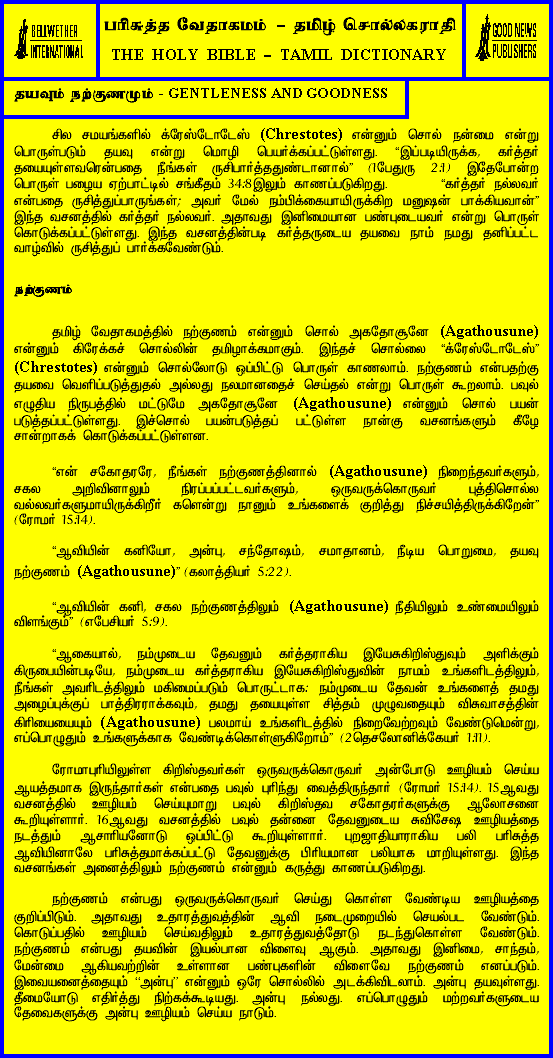 BELLWETHER
INTERNATIONAL
பரிசுத்த வேதாகமம் – தமிழ் சொல்லகராதி
THE HOLY BIBLE – TAMIL DICTIONARY
GOOD NEWS
PUBLISHERS
தயவும் நற்குணமும் - GENTLENESS AND GOODNESS
சில சமயங்களில் க்ரேஸ்டோடேஸ் (Chrestotes) என்னும் சொல் நன்மை என்று
பொருள்படும் தயவு என்று மொழி பெயர்க்கப்பட்டுள்ளது. “இப்படியிருக்க, கர்த்தர்
தயையுள்ளவரென்பதை நீங்கள் ருசிபார்த்ததுண்டானால்” (1பேதுரு 2:1) இதேபோன்ற
பொருள் பழைய ஏற்பாட்டில் சங்கீதம் 34:8இலும் காணப்படுகிறது. “கர்த்தர் நல்லவர்
என்பதை ருசித்துப்பாருங்கள்; அவர் மேல் நம்பிக்கையாயிருக்கிற மனுஷன் பாக்கியவான்”
இந்த வசனத்தில் கர்த்தர் நல்லவர். அதாவது இனிமையான பண்புடையவர் என்று பொருள்
கொடுக்கப்பட்டுள்ளது. இந்த வசனத்தின்படி கர்த்தருடைய தயவை நாம் நமது தனிப்பட்ட
வாழ்வில் ருசித்துப் பார்க்கவேண்டும்.
நற்குணம்
தமிழ் வேதாகமத்தில் நற்குணம் என்னும் சொல் அகதோசூனே (Agathousune)
என்னும் கிரேக்கச் சொல்லின் தமிழாக்கமாகும். இந்தச் சொல்லை “க்ரேஸ்டோடேஸ்”
(Chrestotes) என்னும் சொல்லோடு ஒப்பிட்டு பொருள் காணலாம். நற்குணம் என்பதற்கு
தயவை வெளிப்படுத்துதல் அல்லது நலமானதைச் செய்தல் என்று பொருள் கூறலாம். பவுல்
எழுதிய நிருபத்தில் மட்டுமே அகதோசூனே (Agathousune) என்னும் சொல் பயன்
படுத்தப்பட்டுள்ளது. இச்சொல் பயன்படுத்தப் பட்டுள்ள நான்கு வசனங்களும் கீழே
சான்றாகக் கொடுக்கப்பட்டுள்ளன.
“என் சகோதரரே, நீங்கள் நற்குணத்தினால் (Agathousune) நிறைந்தவர்களும்,
சகல அறிவினாலும் நிரப்பப்பட்டவர்களும், ஒருவருக்கொருவர் புத்திசொல்ல
வல்லவர்களுமாயிருக்கிறீர் களென்று நானும் உங்களைக் குறித்து நிச்சயித்திருக்கிறேன்”
(ரோமர் 15:14).
“ஆவியின் கனியோ, அன்பு, சந்தோஷம், சமாதானம், நீடிய பொறுமை, தயவு
நற்குணம் (Agathousune)” (கலாத்தியர் 5:22).
“ஆவியின் கனி, சகல நற்குணத்திலும் (Agathousune) நீதியிலும் உண்மையிலும்
விளங்கும்” (எபேசியர் 5:9).
“ஆகையால், நம்முடைய தேவனும் கர்த்தராகிய இயேசுகிறிஸ்துவும் அளிக்கும்
கிருபையின்படியே, நம்முடைய கர்த்தராகிய இயேசுகிறிஸ்துவின் நாமம் உங்களிடத்திலும்,
நீங்கள் அவரிடத்திலும் மகிமைப்படும் பொருட்டாக: நம்முடைய தேவன் உங்களைத் தமது
அழைப்புக்குப் பாத்திரராக்கவும், தமது தயையுள்ள சித்தம் முழுவதையும் விசுவாசத்தின்
கிரியையையும் (Agathousune) பலமாய் உங்களிடத்தில் நிறைவேற்றவும் வேண்டுமென்று,
எப்பொழுதும் உங்களுக்காக வேண்டிக்கொள்ளுகிறோம்” (2தெசலோனிக்கேயர் 1:11).
ரோமாபுரியிலுள்ள கிறிஸ்தவர்கள் ஒருவருக்கொருவர் அன்போடு ஊழியம் செய்ய
ஆயத்தமாக இருந்தார்கள் என்பதை பவுல் புரிந்து வைத்திருந்தார் (ரோமர் 15:14). 15ஆவது
வசனத்தில் ஊழியம் செய்யுமாறு பவுல் கிறிஸ்தவ சகோதரர்களுக்கு ஆலோசனை
கூறியுள்ளார். 16ஆவது வசனத்தில் பவுல் தன்னை தேவனுடைய சுவிசேஷ ஊழியத்தை
நடத்தும் ஆசாரியனோடு ஒப்பிட்டு கூறியுள்ளார். புறஜாதியாராகிய பலி பரிசுத்த
ஆவியினாலே பரிசுத்தமாக்கப்பட்டு தேவனுக்கு பிரியமான பலியாக மாறியுள்ளது. இந்த
வசனங்கள் அனைத்திலும் நற்குணம் என்னும் கருத்து காணப்படுகிறது.
நற்குணம் என்பது ஒருவருக்கொருவர் செய்து கொள்ள வேண்டிய ஊழியத்தை
குறிப்பிடும். அதாவது உதாரத்துவத்தின் ஆவி நடைமுறையில் செயல்பட வேண்டும்.
கொடுப்பதில் ஊழியம் செய்வதிலும் உதாரத்துவத்தோடு நடந்துகொள்ள வேண்டும்.
நற்குணம் என்பது தயவின் இயல்பான விளைவு ஆகும். அதாவது இனிமை, சாந்தம்,
மேன்மை ஆகியவற்றின் உள்ளான பண்புகளின் விளைவே நற்குணம் எனப்படும்.
இவையனைத்தையும் “அன்பு” என்னும் ஒரே சொல்லில் அடக்கிவிடலாம். அன்பு தயவுள்ளது.
தீமையோடு எதிர்த்து நிற்கக்கூடியது. அன்பு நல்லது. எப்பொழுதும் மற்றவர்களுடைய
தேவைகளுக்கு அன்பு ஊழியம் செய்ய நாடும்.